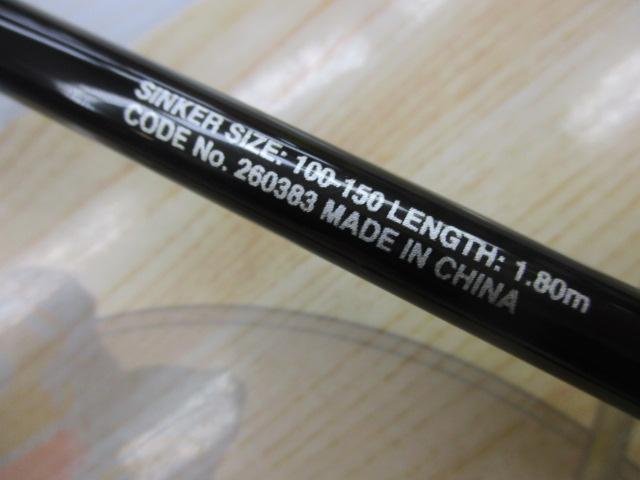 SINKER SIZE: 100-150 LENGTH: 1.80m
CODE No. 260383 MADE IN CHINA